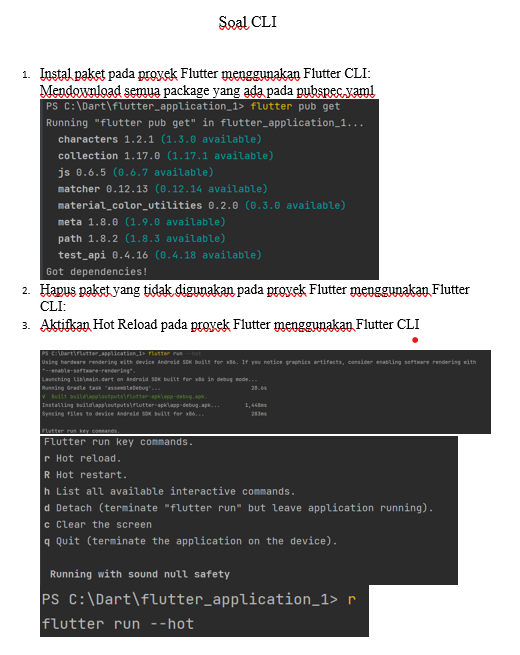 Soal CLI
1. Instal paket pada proyek Flutter menggunakan Flutter CLI:
Mendownload semua package yang ada pada pubspec.yaml
PS C:\Dart\flutter_application_1> flutter pub get
Running "flutter pub get" in flutter_application_1...
characters 1.2.1 (1.3.0 available)
collection 1.17.0 (1.17.1 available)
js 0.6.5 (0.6.7 available)
matcher 0.12.13 (0.12.14 available)
material_color_utilities 0.2.0 (0.3.0 available)
meta 1.8.0 (1.9.0 available)
path 1.8.2 (1.8.3 available)
test_api 0.4.16 (0.4.18 available)
Got dependencies!
2. Hapus paket yang tidak digunakan pada proyek Flutter menggunakan Flutter
CLI:
3. Aktifkan Hot Reload pada proyek Flutter menggunakan Flutter CLI
PS C:\Dart\flutter_application_1> flutter run --hot
Using hardware rendering with device Android SDK built for x86. If you notice graphics artifacts, consider enabling software rendering with
"--enable-software-rendering".
Launching lib\main.dart on Android SDK built for x86 in debug mode...
Running Gradle task 'assembleDebug'... 28.6s
√ Built build\app\outputs\flutter-apk\app-debug.apk.
Installing build\app\outputs\flutter-apk\app-debug.apk... 1,448ms
Syncing files to device Android SDK built for x86... 283ms
Flutter run key commands.
Flutter run key commands.
r Hot reload.
R Hot restart.
h List all available interactive commands.
d Detach (terminate "flutter run" but leave application running).
c Clear the screen
q Quit (terminate the application on the device).
Running with sound null safety
PS C:\Dart\flutter_application_1> r
flutter run --hot